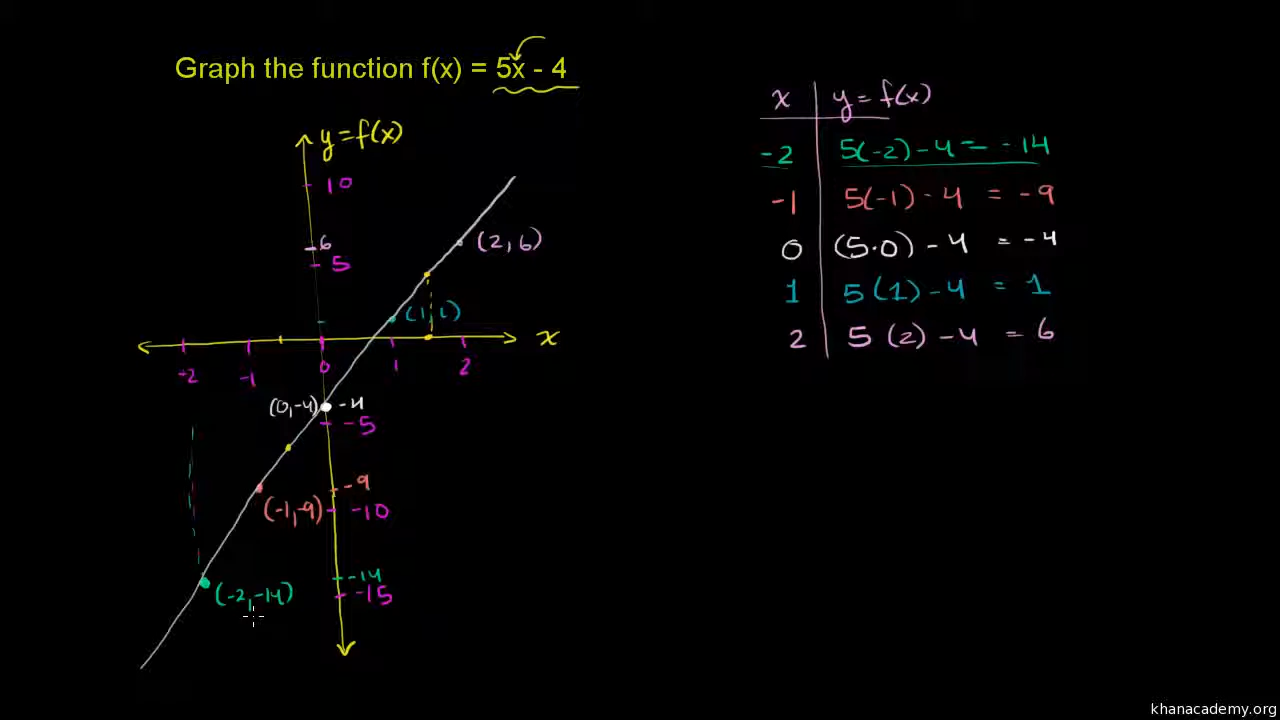 Graph the function f(x) = 5x - 4
x y = f(x)
-2 5(-2) - 4 = -14
-1 5(-1) - 4 = -9
0 (5·0) - 4 = -4
1 5(1) - 4 = 1
2 5(2) - 4 = 6
y = f(x)
10
6
5
(2, 6)
(1, 1)
x
-2 -1 0 1 2
(0, -4) -4
-5
-9
(-1, -9) -10
-14
(-2, -14) -15
khanacademy.org